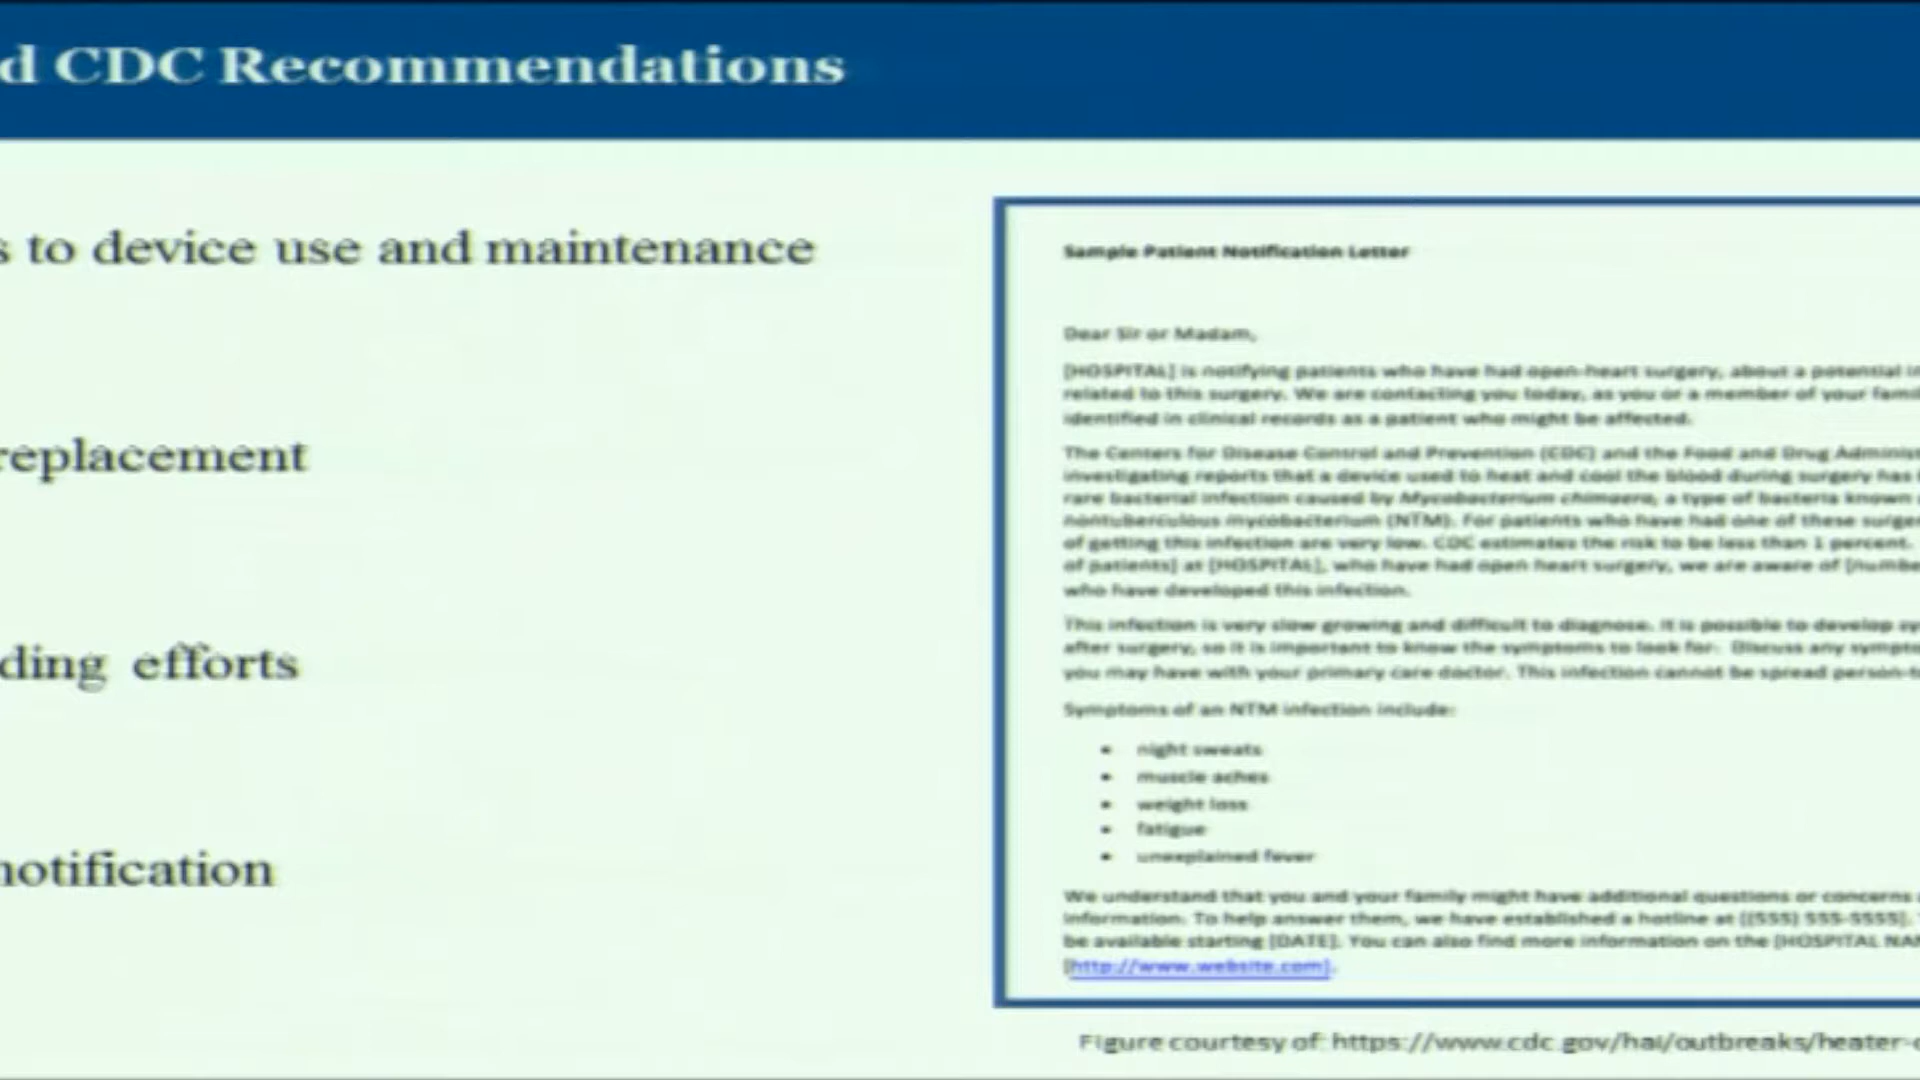 d CDC Recommendations
s to device use and maintenance
replacement
ding efforts
notification
Sample Patient Notification Letter
Dear Sir or Madam,
[HOSPITAL] is notifying patients who have had open-heart surgery, about a potential
related to this surgery. We are contacting you today, as you or a member of your
identified in clinical records as a patient who might be affected.
The Centers for Disease Control and Prevention (CDC) and the Food and Drug
investigating reports that a device used to heat and cool the blood during surgery has
rare bacterial infection caused by Mycobacterium chimaera, a type of bacteria known
nontuberculous mycobacterium (NTM). For patients who have had one of these
of getting this infection are very low. CDC estimates the risk to be less than 1 percent.
of patients] at [HOSPITAL], who have had open heart surgery, we are aware of
who have developed this infection.
This infection is very slow growing and difficult to diagnose. It is possible to develop
after surgery, so it is important to know the symptoms to look for. Discuss any
you may have with your primary care doctor. This infection cannot be spread
Symptoms of an NTM infection include:
• night sweats
• muscle aches
• weight loss
• fatigue
• unexplained fever
We understand that you and your family might have additional questions or concerns
information. To help answer them, we have established a hotline at [(555) 555-5555].
be available starting [DATE]. You can also find more information on the [HOSPITAL
[http://www.website.com].
Figure courtesy of: https://www.cdc.gov/hai/outbreaks/heater-